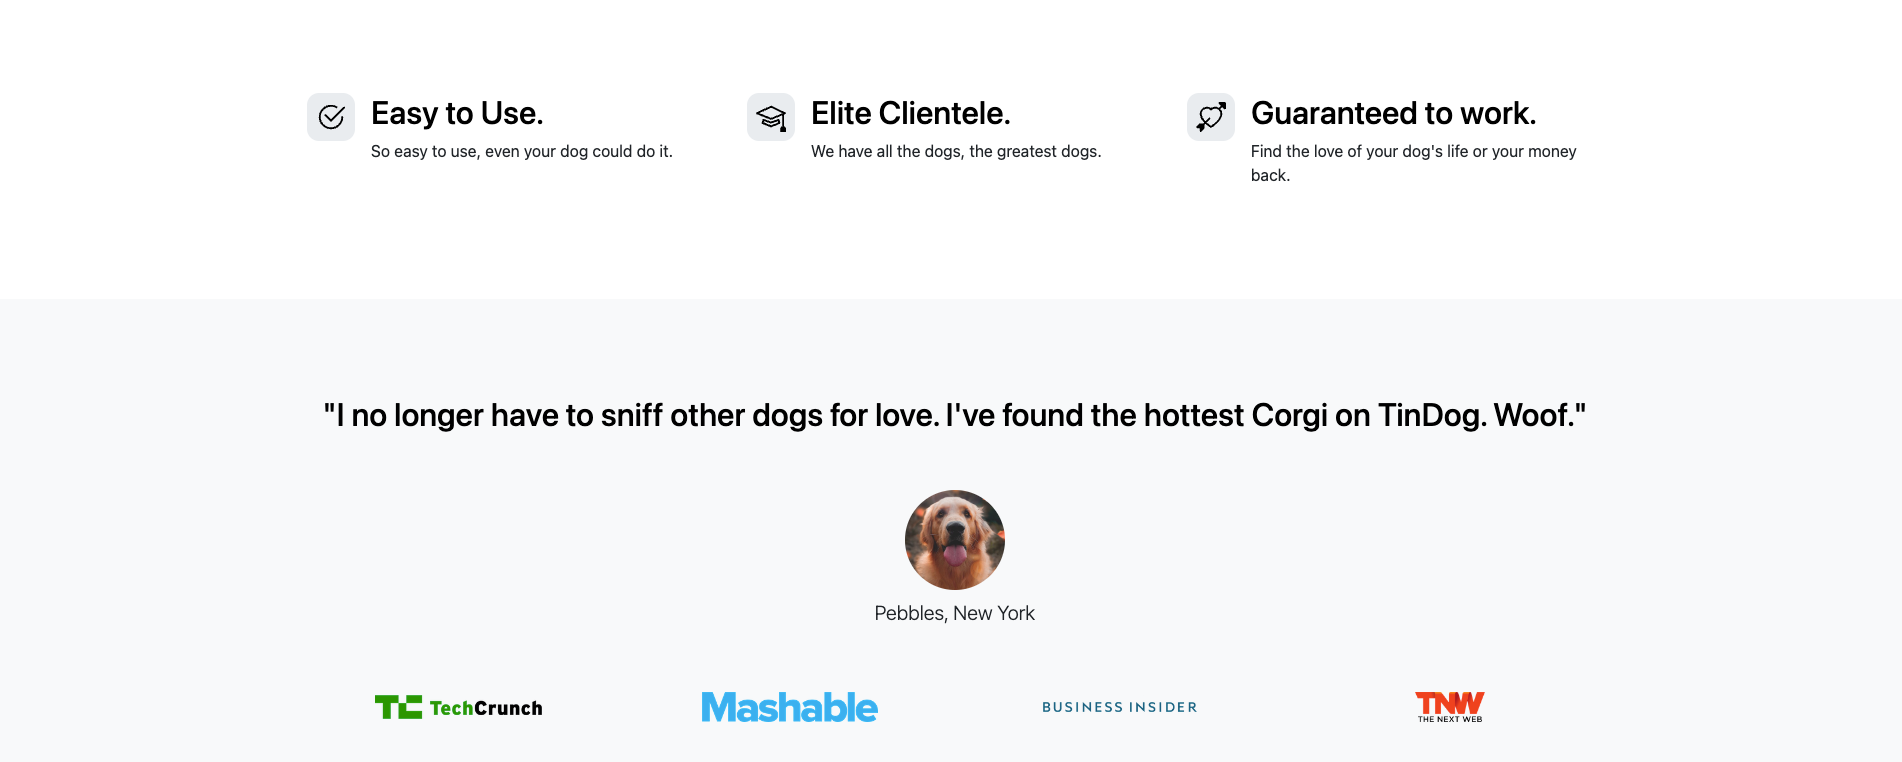 Easy to Use.
So easy to use, even your dog could do it.
Elite Clientele.
We have all the dogs, the greatest dogs.
Guaranteed to work.
Find the love of your dog's life or your money
back.
"I no longer have to sniff other dogs for love. I've found the hottest Corgi on TinDog. Woof."
Pebbles, New York
TC TechCrunch
Mashable
BUSINESS INSIDER
TNW
THE NEXT WEB